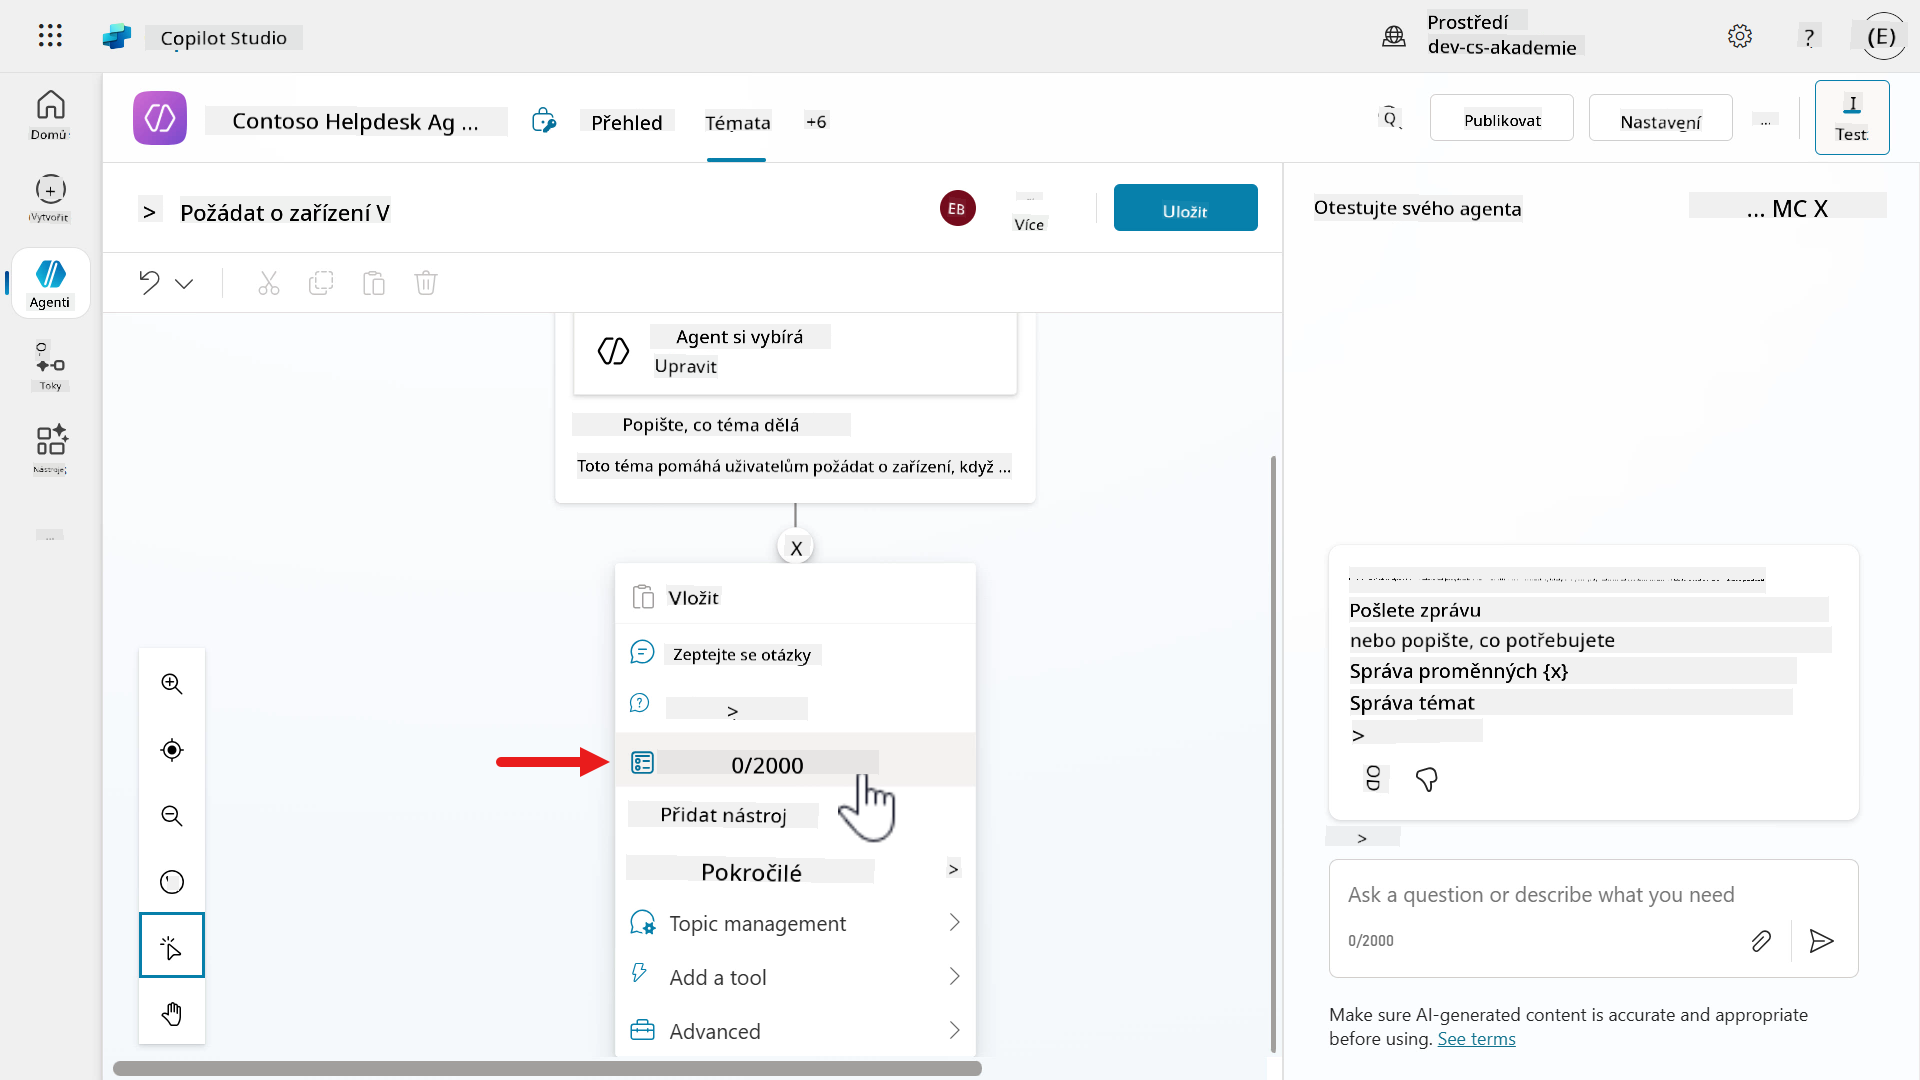 Copilot Studio
Prostředí
dev-cs-akademie
?
(E)
Domů
Vytvořit
Agenti
Toky
Nástroje
...
Contoso Helpdesk Ag ...
Přehled
Témata
+6
Q
Publikovat
Nastavení
...
I
Test
> Požádat o zařízení V
EB
Více
Uložit
Agent si vybírá
Upravit
Popište, co téma dělá
Toto téma pomáhá uživatelům požádat o zařízení, když ...
X
Vložit
Zeptejte se otázky
>
0/2000
Přidat nástroj
Pokročilé >
Topic management
Add a tool
Advanced
Otestujte svého agenta
... MC X
Pošlete zprávu
nebo popište, co potřebujete
Správa proměnných {x}
Správa témat
>
>
Ask a question or describe what you need
0/2000
Make sure AI-generated content is accurate and appropriate
before using. See terms